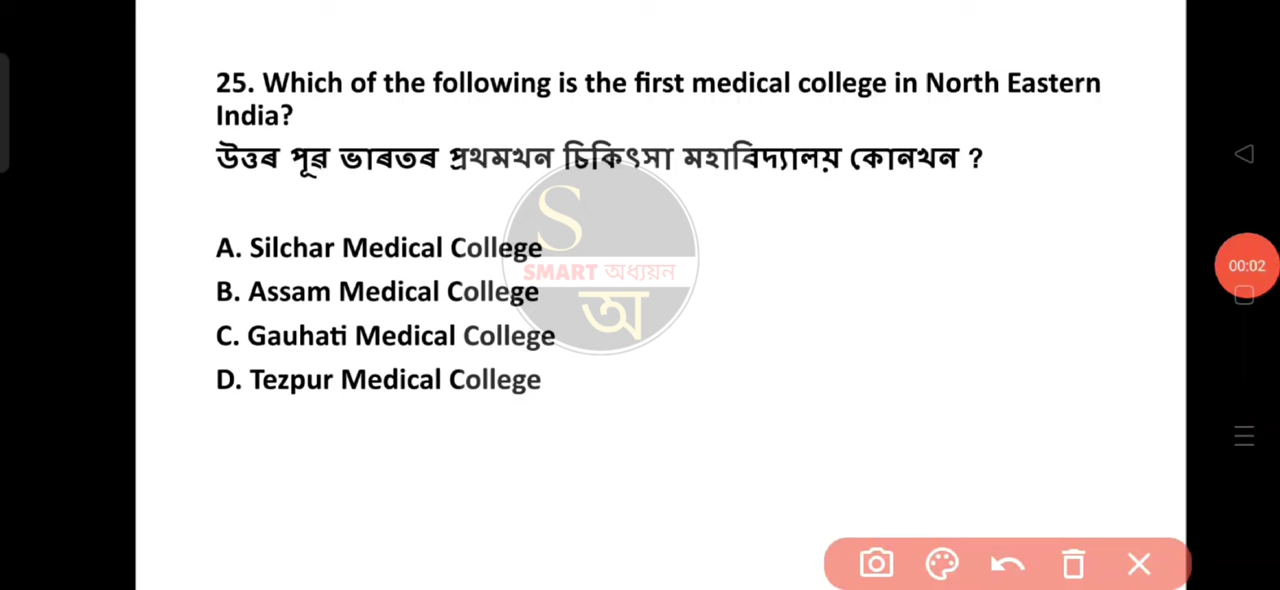 25. Which of the following is the first medical college in North Eastern
India?
উত্তৰ পূৱ ভাৰতৰ প্ৰথমখন চিকিৎসা মহাবিদ্যালয় কোনখন ?
A. Silchar Medical College
B. Assam Medical College
C. Gauhati Medical College
D. Tezpur Medical College
S
SMART অধ্যয়ন
অ
00:02